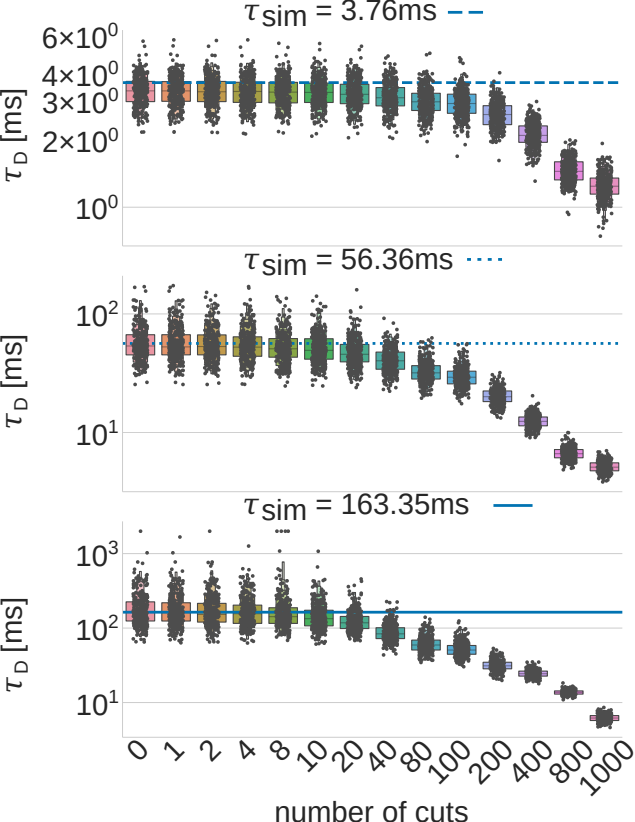 τsim = 3.76ms
6×10⁰
4×10⁰
3×10⁰
2×10⁰
10⁰
τD [ms]
τsim = 56.36ms
10²
10¹
τD [ms]
τsim = 163.35ms
10³
10²
10¹
τD [ms]
0 1 2 4 8 10 20 40 80 100 200 400 800 1000
number of cuts